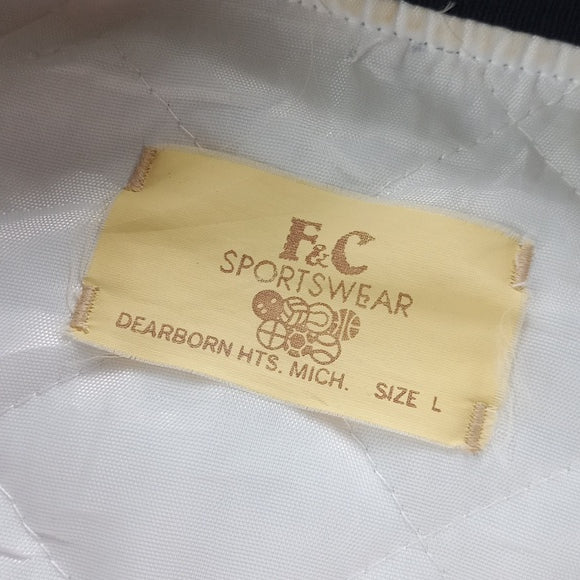 F&C
SPORTSWEAR
DEARBORN HTS. MICH. SIZE L